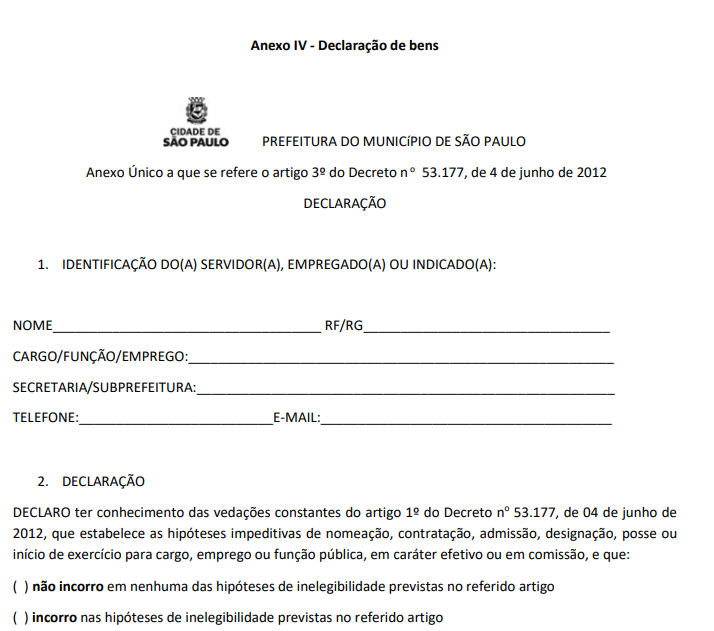 Anexo IV - Declaração de bens
CIDADE DE
SÃO PAULO
PREFEITURA DO MUNICíPIO DE SÃO PAULO
Anexo Único a que se refere o artigo 3º do Decreto nº 53.177, de 4 de junho de 2012
DECLARAÇÃO
1. IDENTIFICAÇÃO DO(A) SERVIDOR(A), EMPREGADO(A) OU INDICADO(A):
NOME___________________________________ RF/RG________________________________
CARGO/FUNÇÃO/EMPREGO:_______________________________________________________
SECRETARIA/SUBPREFEITURA:______________________________________________________
TELEFONE:_________________________E-MAIL:______________________________________
2. DECLARAÇÃO
DECLARO ter conhecimento das vedações constantes do artigo 1º do Decreto nº 53.177, de 04 de junho de
2012, que estabelece as hipóteses impeditivas de nomeação, contratação, admissão, designação, posse ou
início de exercício para cargo, emprego ou função pública, em caráter efetivo ou em comissão, e que:
( ) não incorro em nenhuma das hipóteses de inelegibilidade previstas no referido artigo
( ) incorro nas hipóteses de inelegibilidade previstas no referido artigo